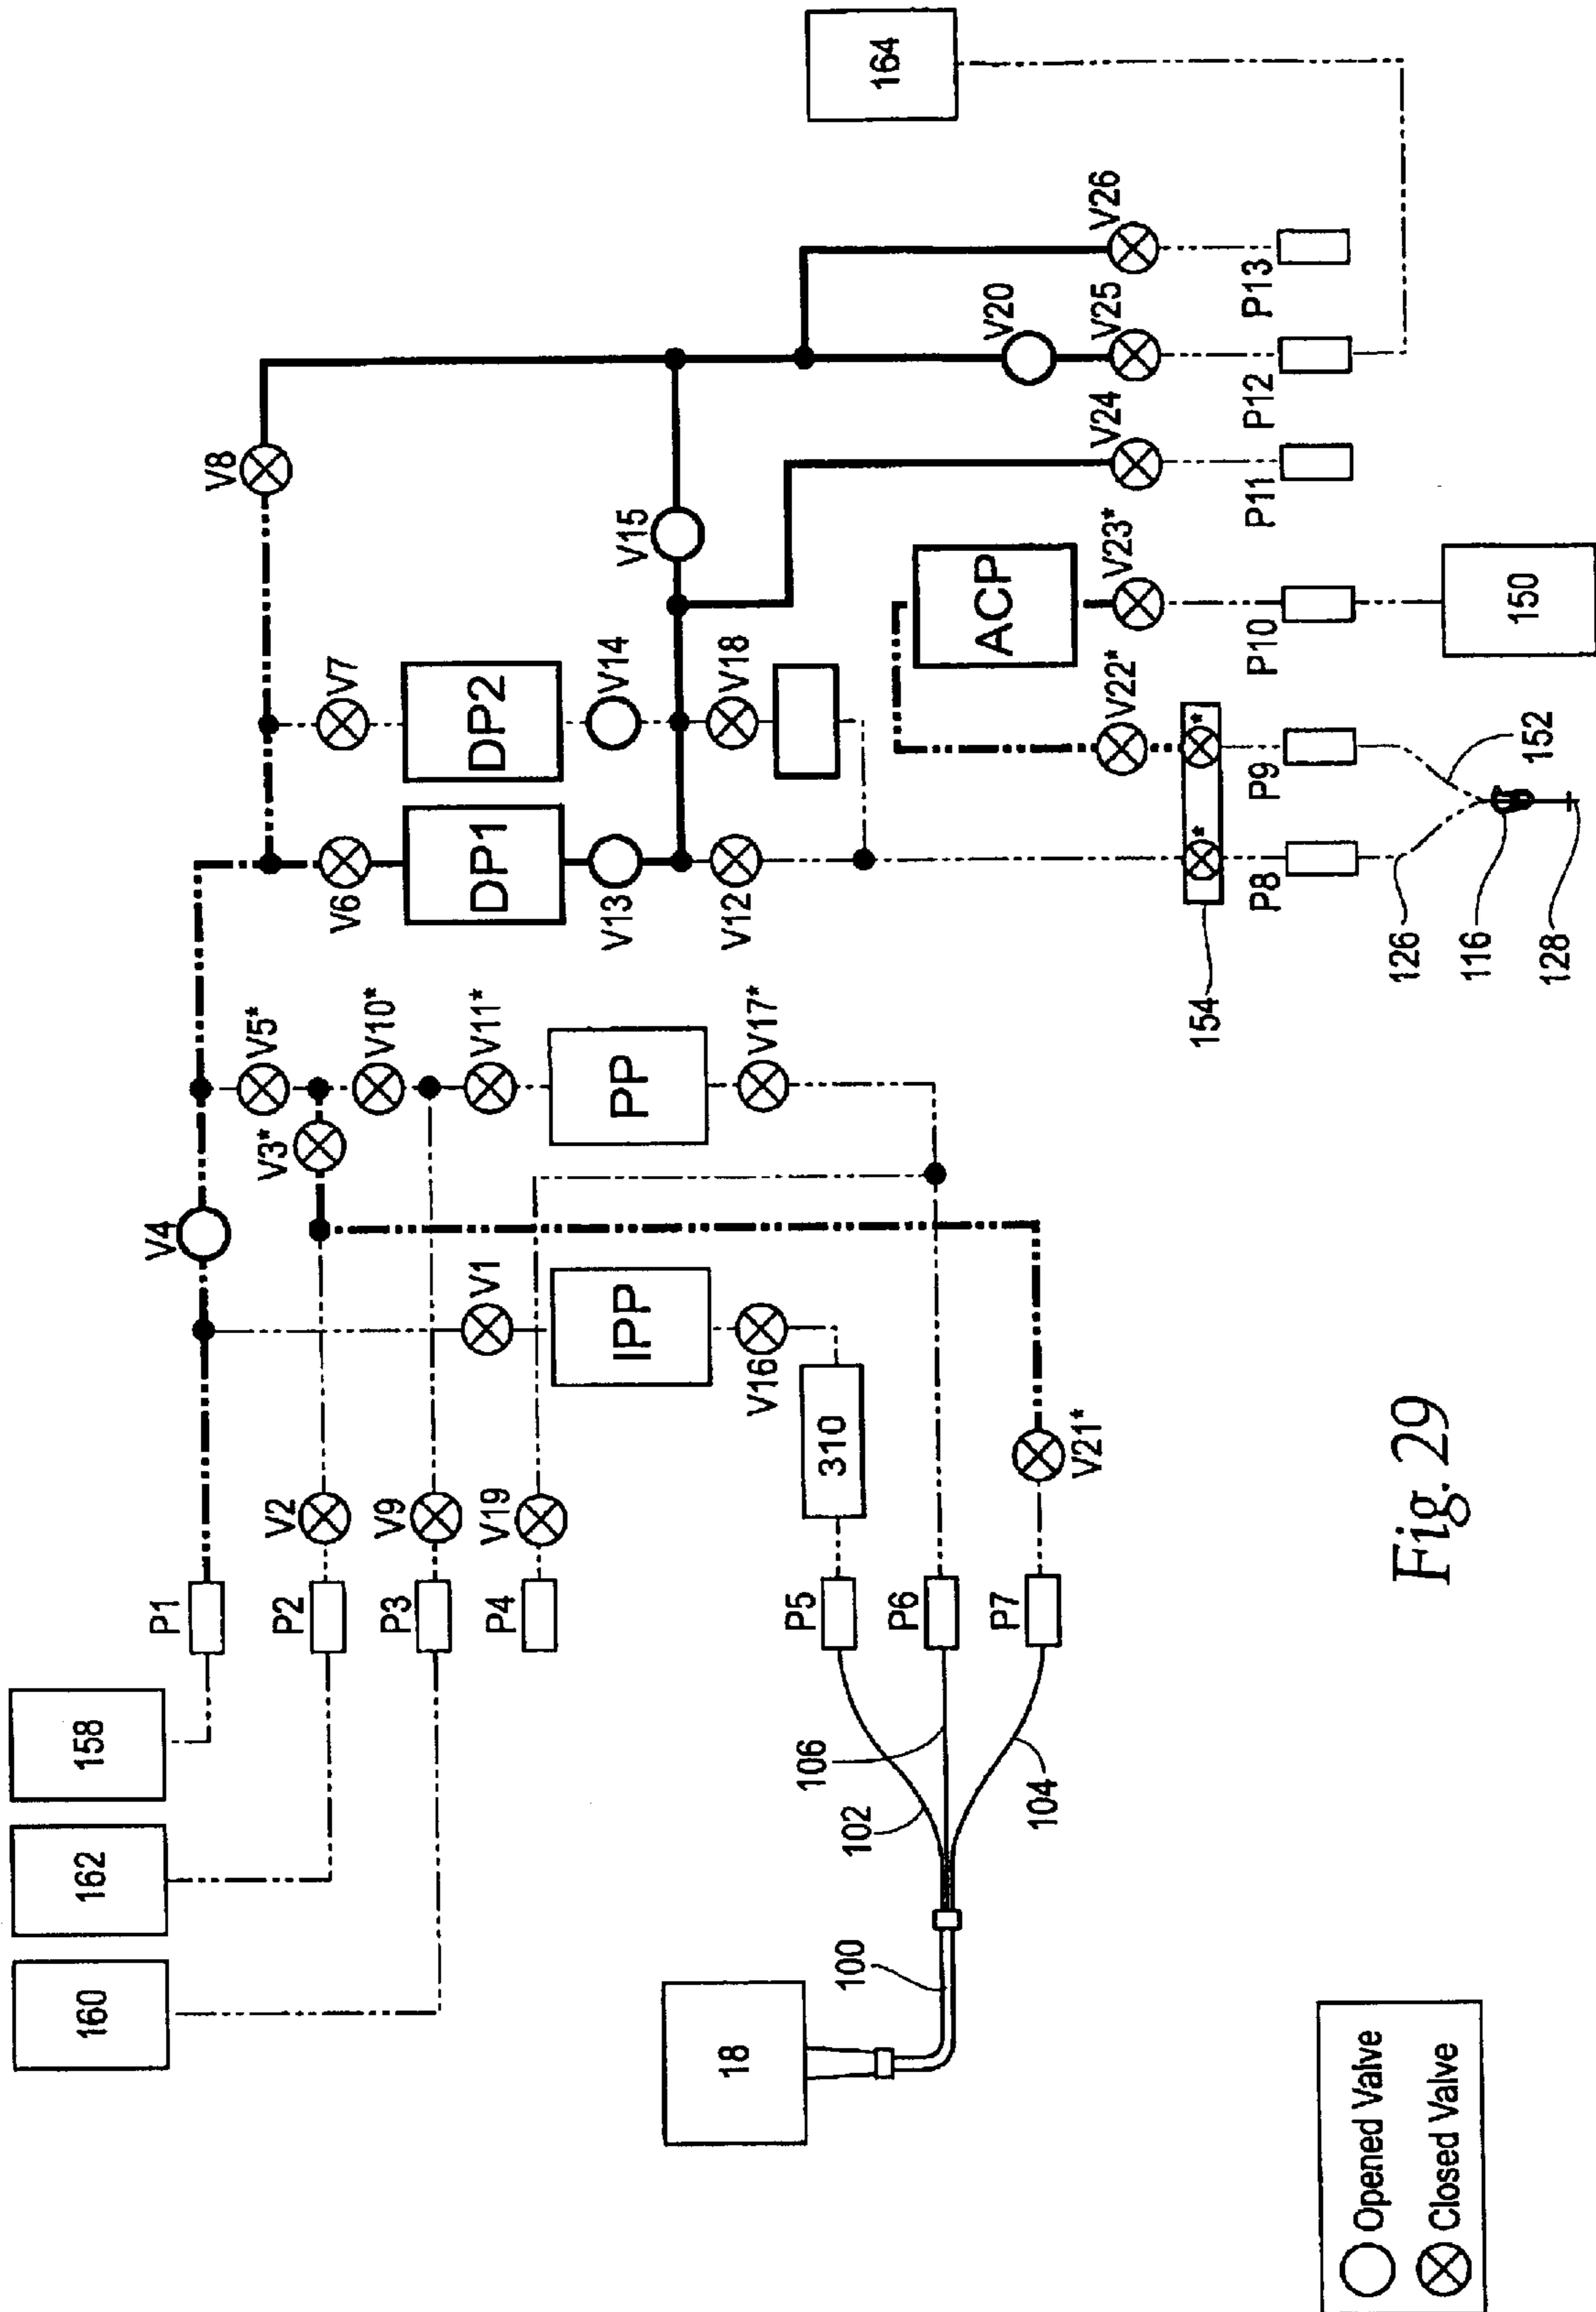 164
V8
V7
V6
DP2
DP1
V14
V13
V15
V18
V12
V20
V26
V25
V24
V23*
V22*
ACP
*
*
154
P13
P12
P11
P10
P9
P8
150
152
126
116
128
V4
V5*
V3*
V10*
V11*
PP
V17*
V1
IPP
V16
310
V21*
V2
V9
V19
P1
P2
P3
P4
P5
P6
P7
158
162
160
102
106
104
100
18
Opened Valve
Closed Valve
Fig. 29